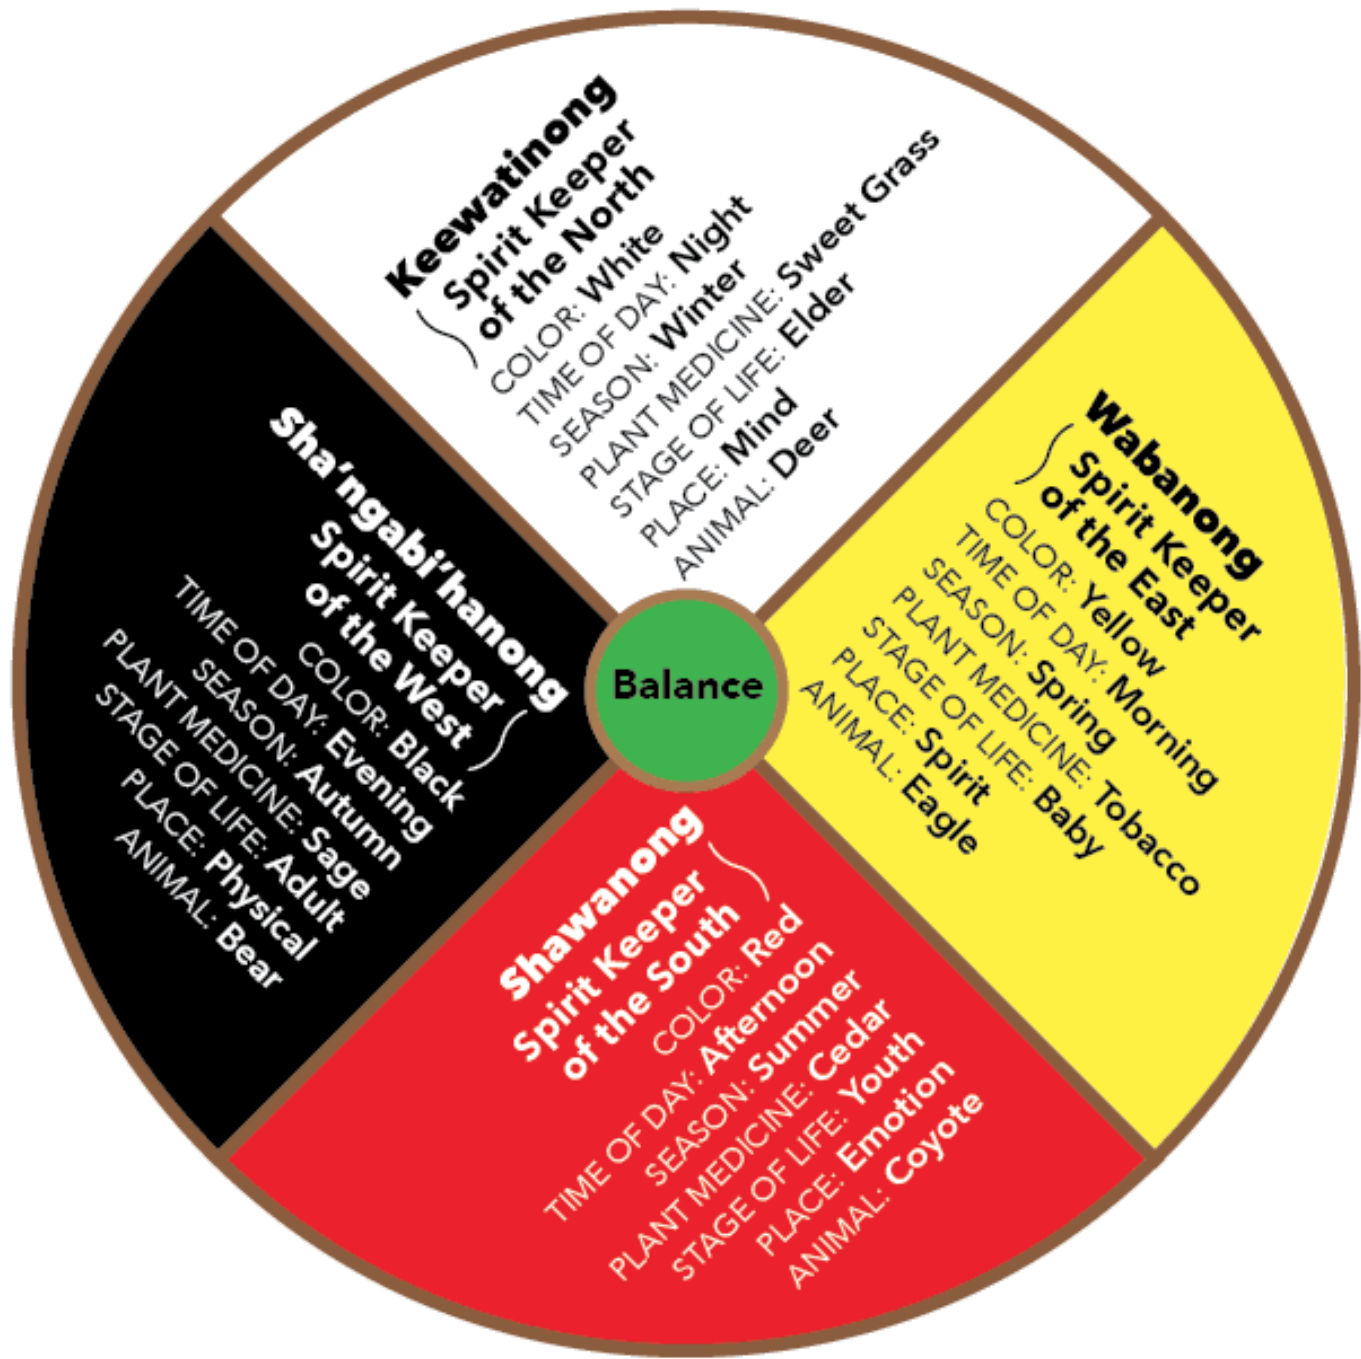 Keewatinong
Spirit Keeper
of the North
COLOR: White
TIME OF DAY: Night
SEASON: Winter
PLANT MEDICINE: Sweet Grass
STAGE OF LIFE: Elder
PLACE: Mind
ANIMAL: Deer
Wabanong
Spirit Keeper
of the East
COLOR: Yellow
TIME OF DAY: Morning
SEASON: Spring
PLANT MEDICINE: Tobacco
STAGE OF LIFE: Baby
PLACE: Spirit
ANIMAL: Eagle
Shawanong
Spirit Keeper
of the South
COLOR: Red
TIME OF DAY: Afternoon
SEASON: Summer
PLANT MEDICINE: Cedar
STAGE OF LIFE: Youth
PLACE: Emotion
ANIMAL: Coyote
Sha'ngabi'hanong
Spirit Keeper
of the West
COLOR: Black
TIME OF DAY: Evening
SEASON: Autumn
PLANT MEDICINE: Sage
STAGE OF LIFE: Adult
PLACE: Physical
ANIMAL: Bear
Balance